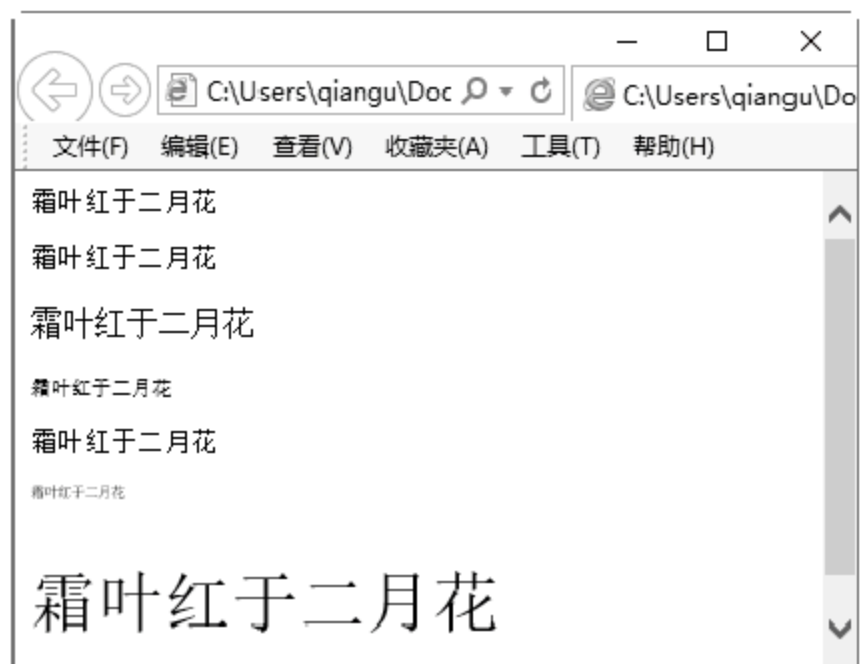 C:\Users\qiangu\Doc
C:\Users\qiangu\Do
文件(F) 编辑(E) 查看(V) 收藏夹(A) 工具(T) 帮助(H)
霜叶红于二月花
霜叶红于二月花
霜叶红于二月花
霜叶红于二月花
霜叶红于二月花
霜叶红于二月花
霜叶红于二月花